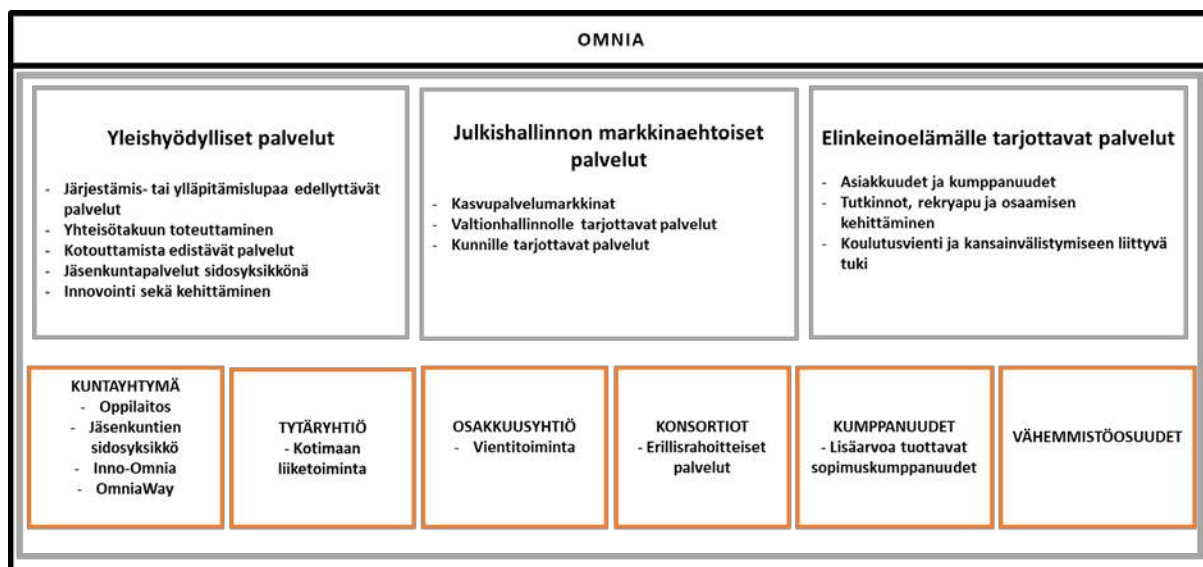 OMNIA
Yleishyödylliset palvelut
- Järjestämis- tai ylläpitämislupaa edellyttävät
palvelut
- Yhteisötakuun toteuttaminen
- Kotouttamista edistävät palvelut
- Jäsenkuntapalvelut sidosyksikkönä
- Innovointi sekä kehittäminen
Julkishallinnon markkinaehtoiset
palvelut
- Kasvupalvelumarkkinat
- Valtionhallinnolle tarjottavat palvelut
- Kunnille tarjottavat palvelut
Elinkeinoelämälle tarjottavat palvelut
- Asiakkuudet ja kumppanuudet
- Tutkinnot, rekryapu ja osaamisen
kehittäminen
- Koulutusvienti ja kansainvälistymiseen liittyvä
tuki
KUNTAYHTYMÄ
- Oppilaitos
- Jäsenkuntien
sidosyksikkö
- Inno-Omnia
- OmniaWay
TYTÄRYHTIÖ
- Kotimaan
liiketoiminta
OSAKKUUSYHTIÖ
- Vientitoiminta
KONSORTIOT
- Erillisrahoitteiset
palvelut
KUMPPANUUDET
- Lisäarvoa tuottavat
sopimuskumppanuudet
VÄHEMMISTÖOSUUDET